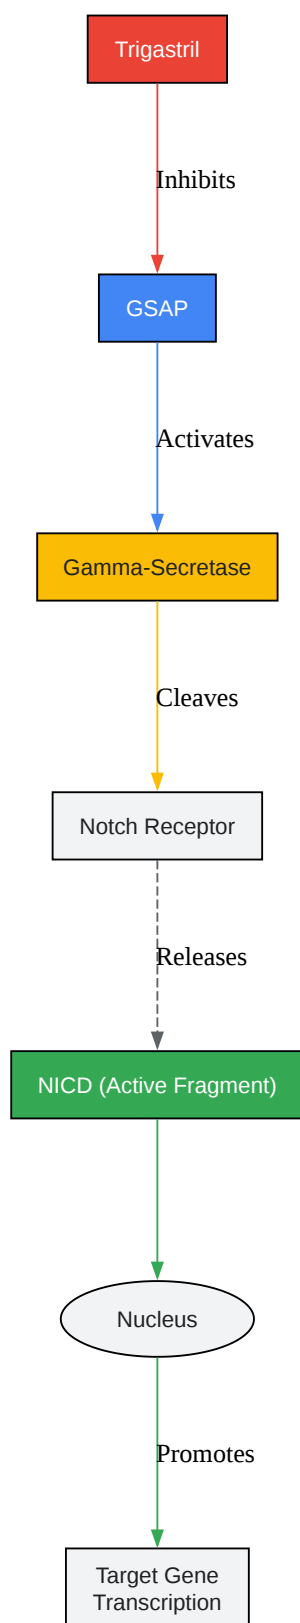 Trigastril
Inhibits
GSAP
Activates
Gamma-Secretase
Cleaves
Notch Receptor
Releases
NICD (Active Fragment)
Nucleus
Promotes
Target Gene
Transcription